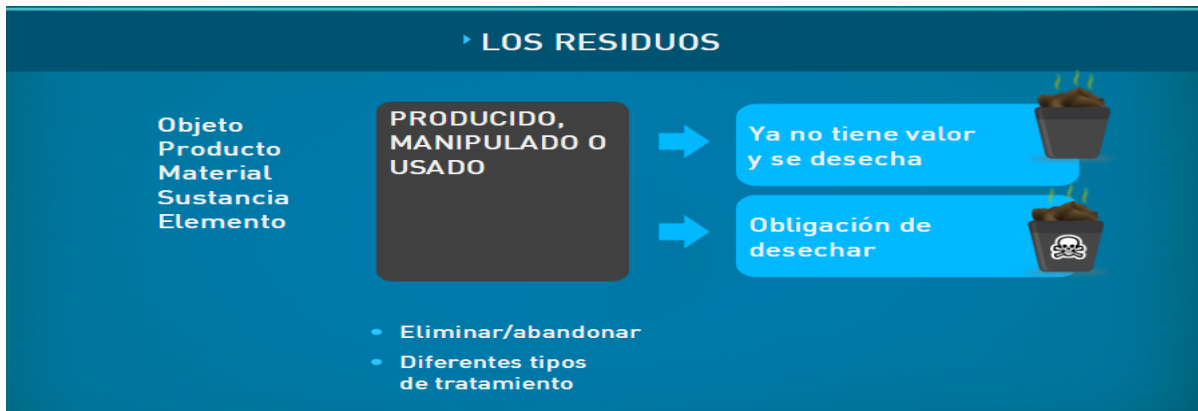 LOS RESIDUOS
Objeto
Producto
Material
Sustancia
Elemento
PRODUCIDO,
MANIPULADO O
USADO
Ya no tiene valor
y se desecha
Obligación de
desechar
Eliminar/abandonar
Diferentes tipos
de tratamiento